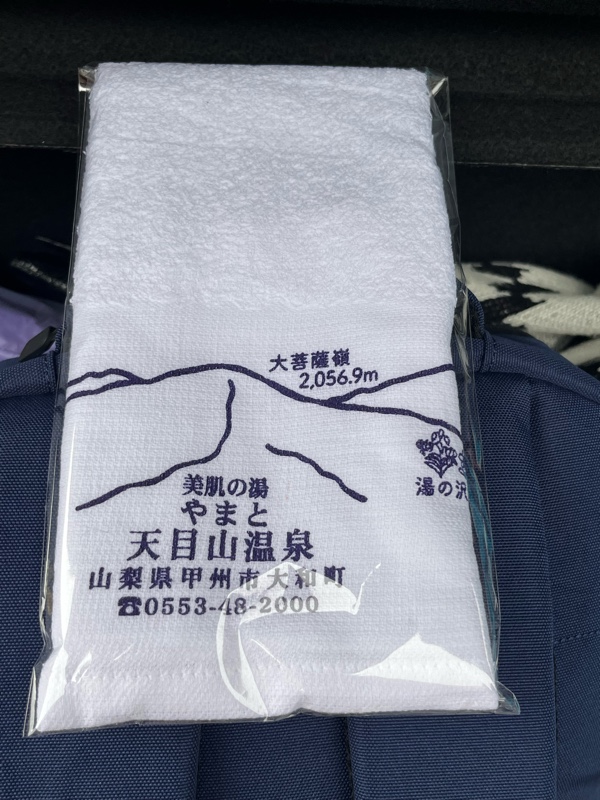 大菩薩嶺
2,056.9m
湯の沢
美肌の湯
やまと
天目山温泉
山梨県甲州市大和町
☎0553-48-2000